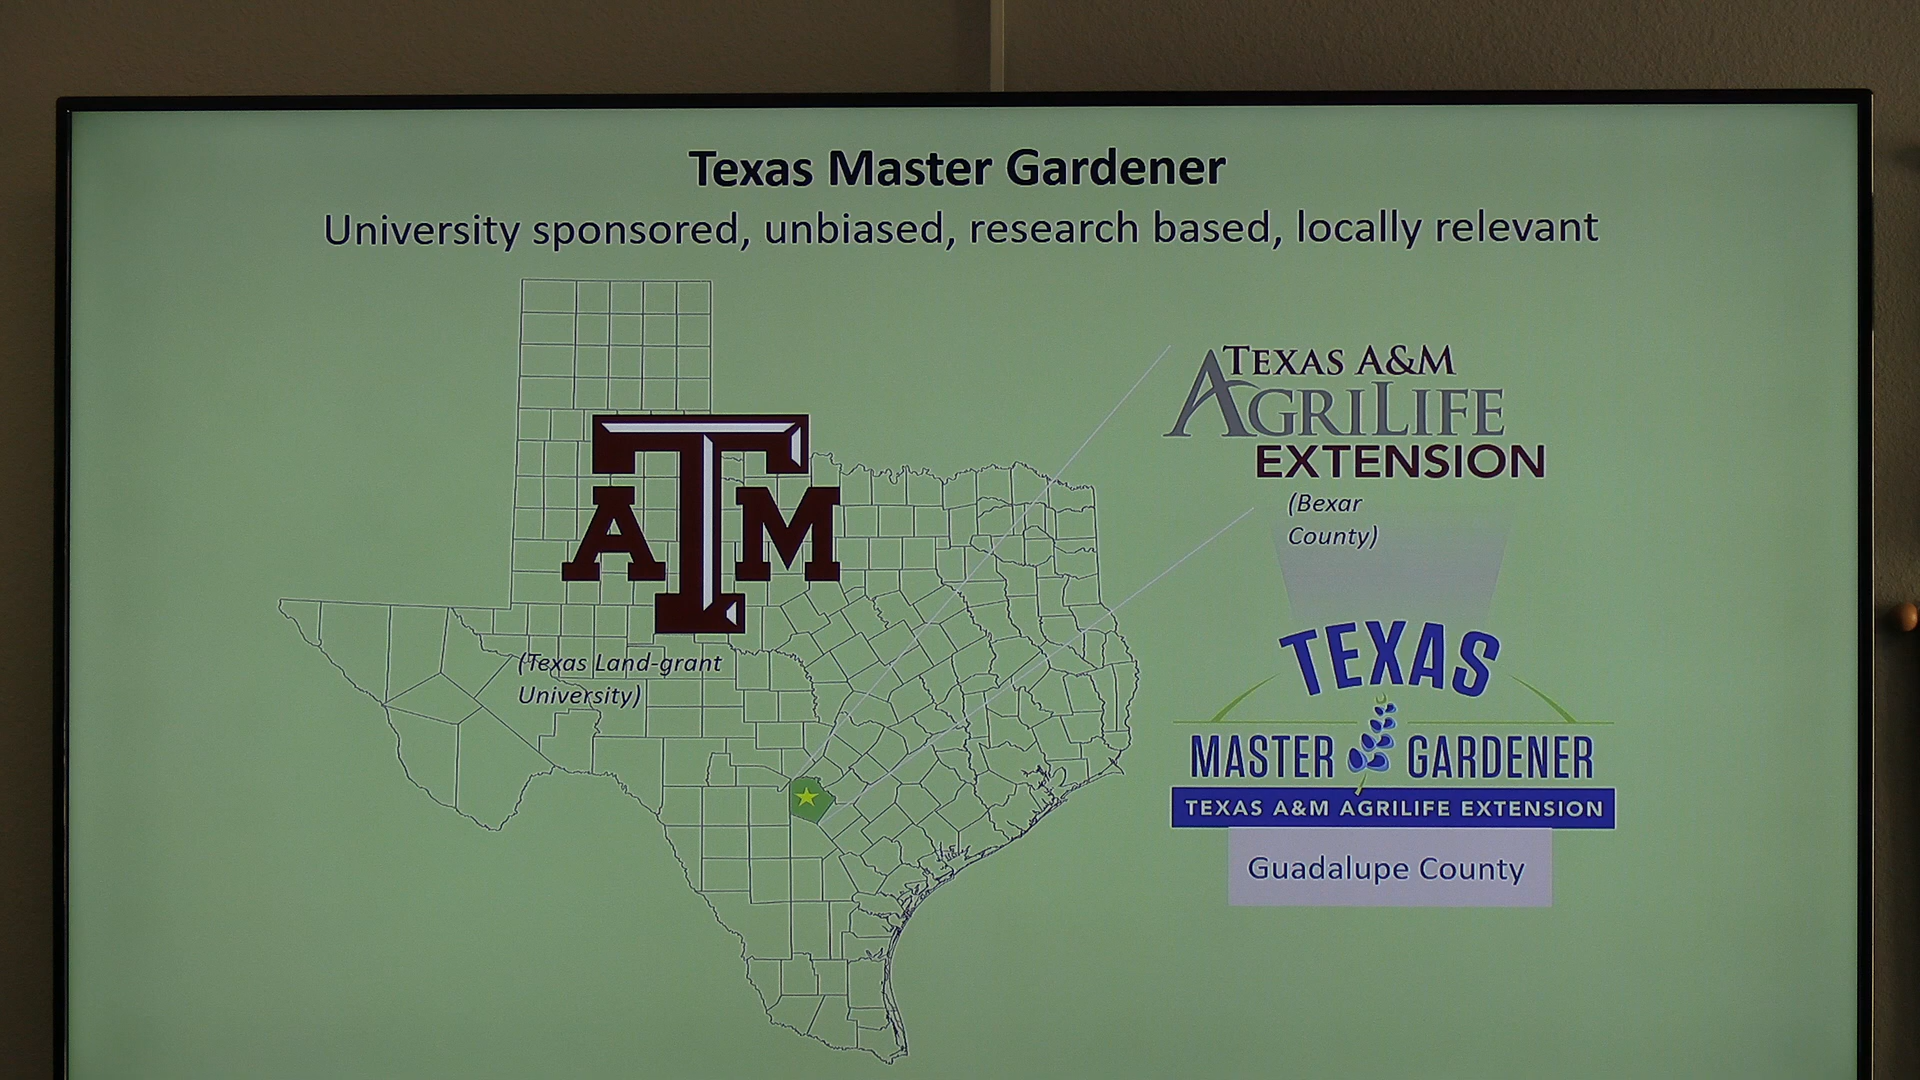 Texas Master Gardener
University sponsored, unbiased, research based, locally relevant
ATM
(Texas Land-grant
University)
TEXAS A&M
AGRILIFE
EXTENSION
(Bexar
County)
TEXAS
MASTER GARDENER
TEXAS A&M AGRILIFE EXTENSION
Guadalupe County